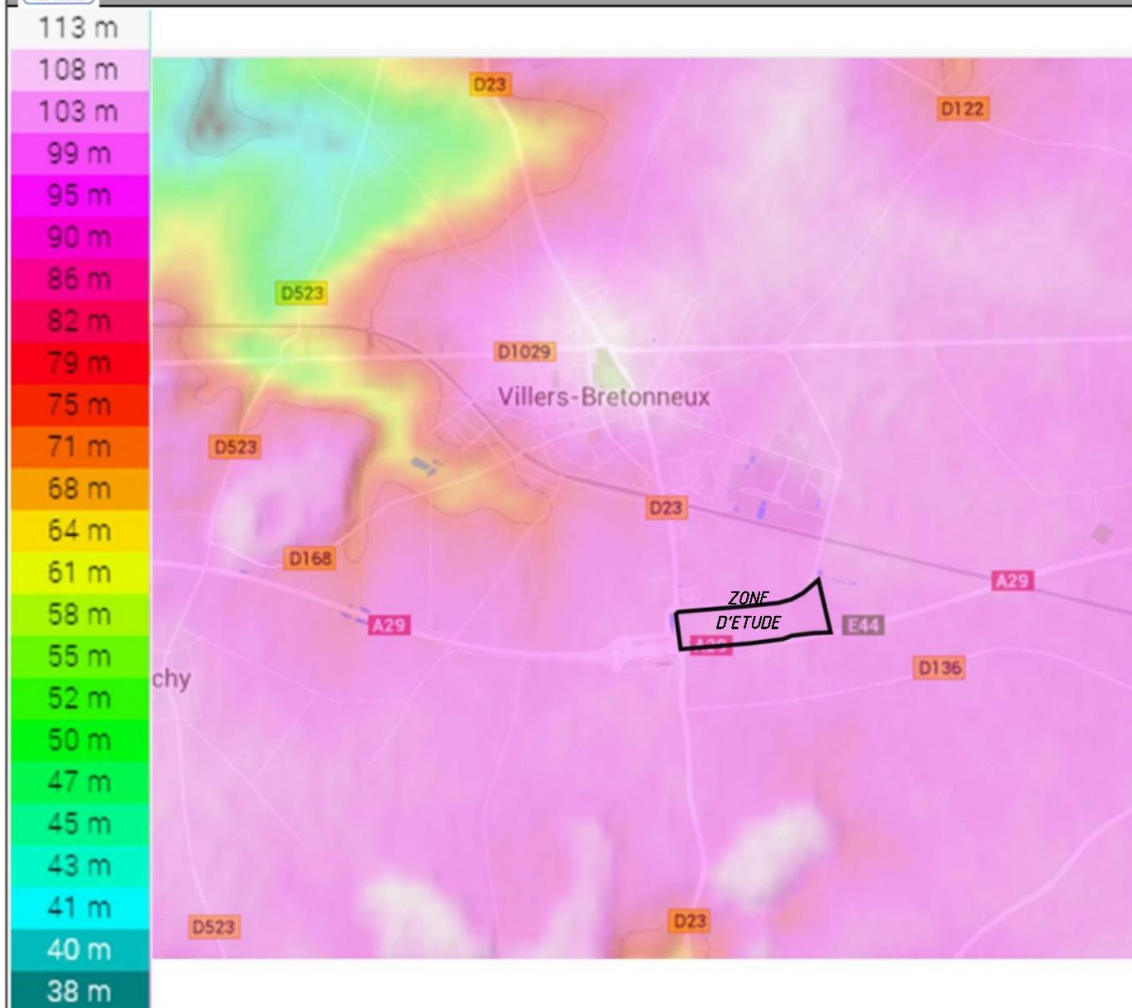 113 m
108 m
103 m
99 m
95 m
90 m
86 m
82 m
79 m
75 m
71 m
68 m
64 m
61 m
58 m
55 m
52 m
50 m
47 m
45 m
43 m
41 m
40 m
38 m
D23
D122
D523
D1029
Villers-Bretonneux
D523
D23
D168
A29
ZONE
D'ETUDE
A29
E44
A29
D136
chy
D23
D523